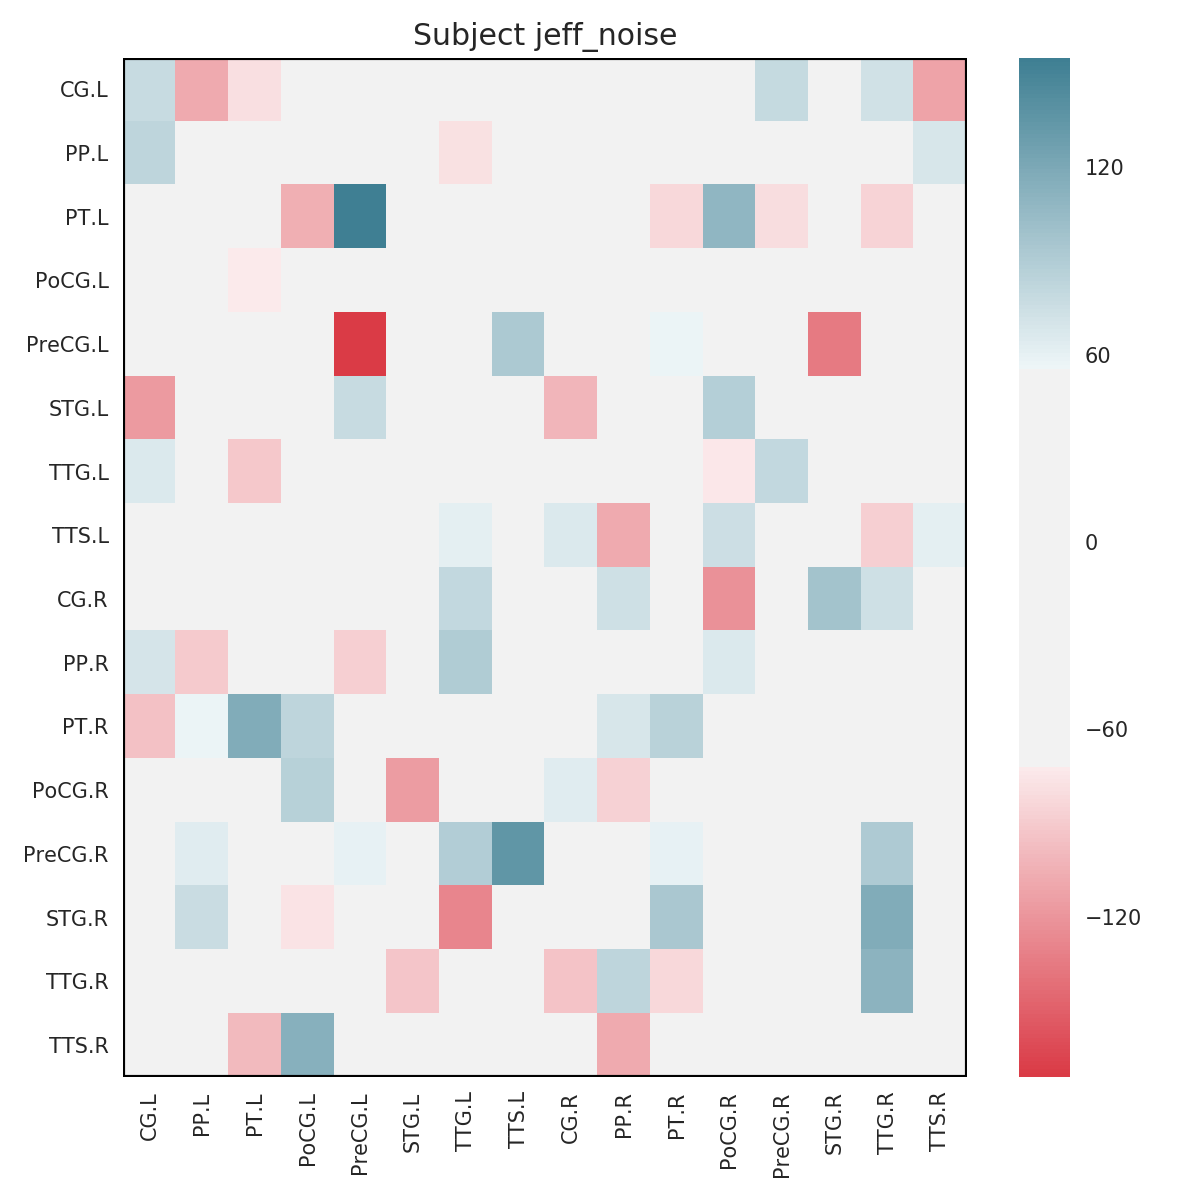 Subject jeff_noise
CG.L
PP.L
PT.L
PoCG.L
PreCG.L
STG.L
TTG.L
TTS.L
CG.R
PP.R
PT.R
PoCG.R
PreCG.R
STG.R
TTG.R
TTS.R
CG.L
PP.L
PT.L
PoCG.L
PreCG.L
STG.L
TTG.L
TTS.L
CG.R
PP.R
PT.R
PoCG.R
PreCG.R
STG.R
TTG.R
TTS.R
120
60
0
−60
−120